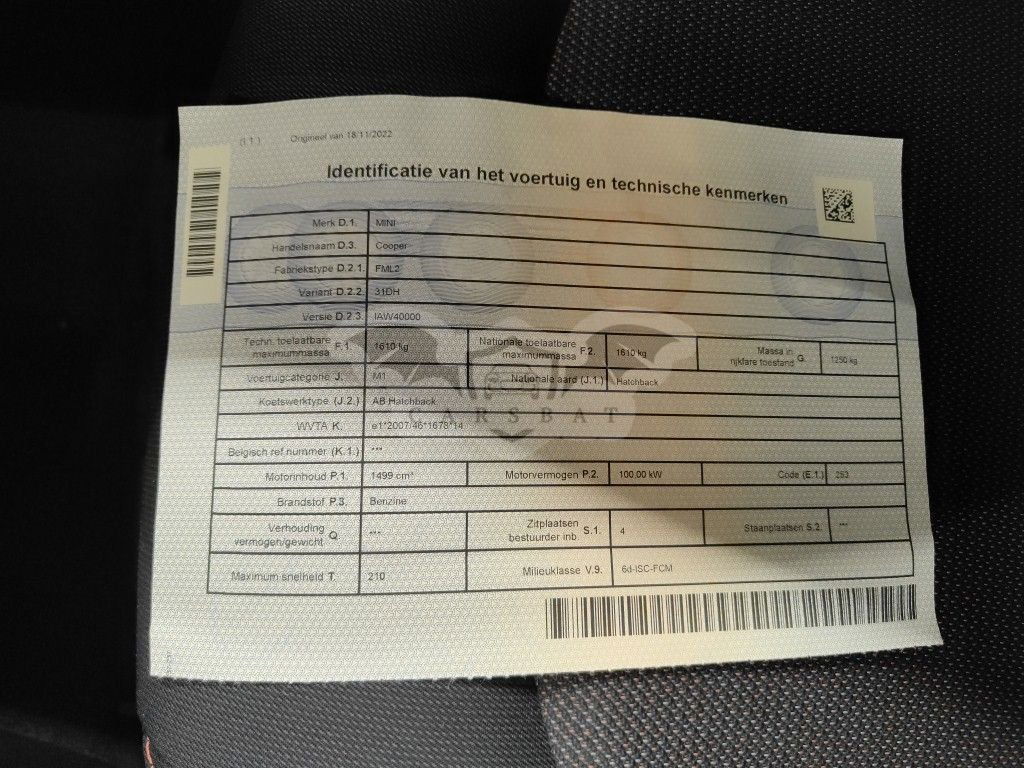 (I.1.) Origineel van 18/11/2022
Identificatie van het voertuig en technische kenmerken
Merk D.1. MINI
Handelsnaam D.3. Cooper
Fabriekstype D.2.1. FML2
Variant D.2.2. 31DH
Versie D.2.3. IAW40000
Techn. toelaatbare maximummassa F.1. 1610 kg Nationale toelaatbare maximummassa F.2. 1610 kg Massa in rijklare toestand G. 1250 kg
Voertuigcategorie J. M1 Nationale aard (J.1.) Hatchback
Koetswerktype (J.2.) AB Hatchback
CARSBAT
WVTA K. e1*2007/46*1678*14
Belgisch ref nummer (K.1.) ***
Motorinhoud P.1. 1499 cm³ Motorvermogen P.2. 100.00 kW Code (E.1.) 253
Brandstof P.3. Benzine
Verhouding vermogen/gewicht Q. *** Zitplaatsen bestuurder inb. S.1. 4 Staanplaatsen S.2. ***
Maximum snelheid T. 210 Milieuklasse V.9. 6d-ISC-FCM